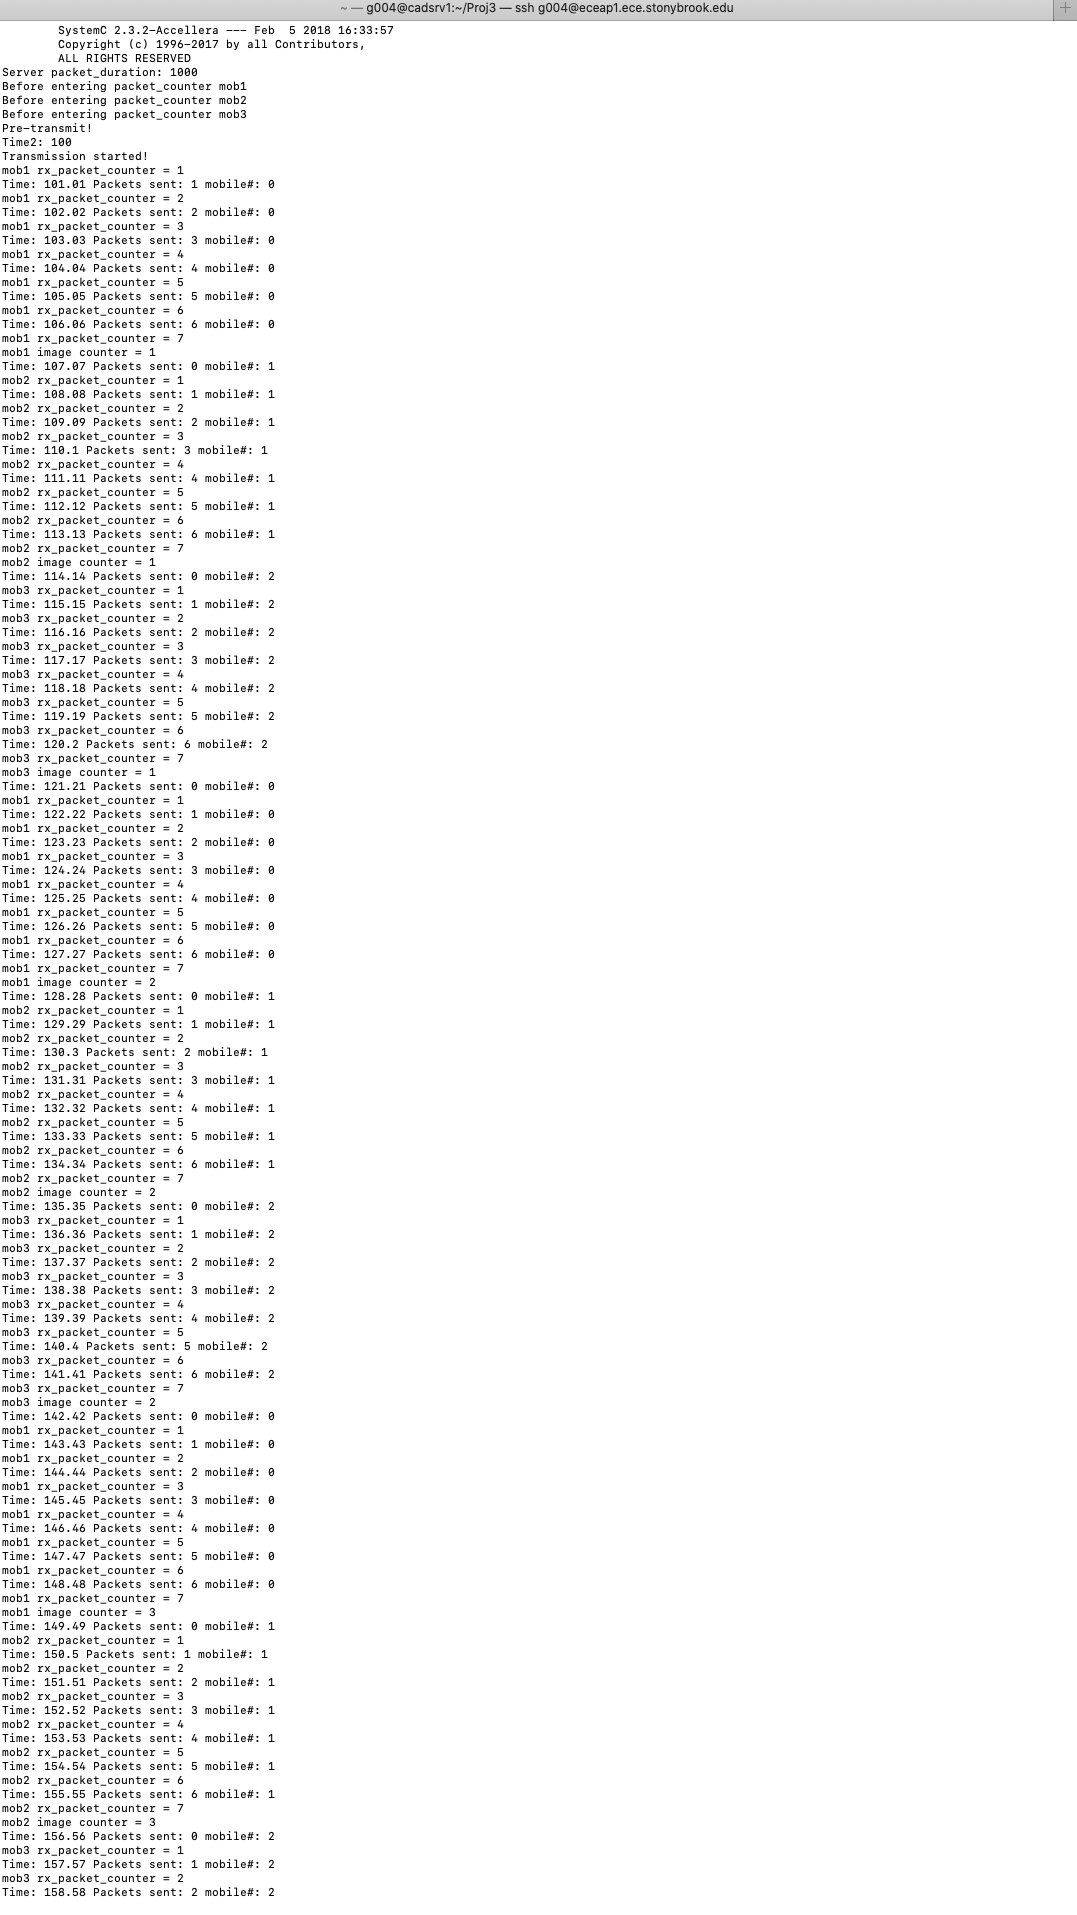 ~ — g004@cadsrv1:~/Proj3 — ssh g004@eceap1.ece.stonybrook.edu
SystemC 2.3.2-Accellera --- Feb  5 2018 16:33:57
Copyright (c) 1996-2017 by all Contributors,
ALL RIGHTS RESERVED
Server packet_duration: 1000
Before entering packet_counter mob1
Before entering packet_counter mob2
Before entering packet_counter mob3
Pre-transmit!
Time2: 100
Transmission started!
mob1 rx_packet_counter = 1
Time: 101.01 Packets sent: 1 mobile#: 0
mob1 rx_packet_counter = 2
Time: 102.02 Packets sent: 2 mobile#: 0
mob1 rx_packet_counter = 3
Time: 103.03 Packets sent: 3 mobile#: 0
mob1 rx_packet_counter = 4
Time: 104.04 Packets sent: 4 mobile#: 0
mob1 rx_packet_counter = 5
Time: 105.05 Packets sent: 5 mobile#: 0
mob1 rx_packet_counter = 6
Time: 106.06 Packets sent: 6 mobile#: 0
mob1 rx_packet_counter = 7
mob1 image counter = 1
Time: 107.07 Packets sent: 0 mobile#: 1
mob2 rx_packet_counter = 1
Time: 108.08 Packets sent: 1 mobile#: 1
mob2 rx_packet_counter = 2
Time: 109.09 Packets sent: 2 mobile#: 1
mob2 rx_packet_counter = 3
Time: 110.1 Packets sent: 3 mobile#: 1
mob2 rx_packet_counter = 4
Time: 111.11 Packets sent: 4 mobile#: 1
mob2 rx_packet_counter = 5
Time: 112.12 Packets sent: 5 mobile#: 1
mob2 rx_packet_counter = 6
Time: 113.13 Packets sent: 6 mobile#: 1
mob2 rx_packet_counter = 7
mob2 image counter = 1
Time: 114.14 Packets sent: 0 mobile#: 2
mob3 rx_packet_counter = 1
Time: 115.15 Packets sent: 1 mobile#: 2
mob3 rx_packet_counter = 2
Time: 116.16 Packets sent: 2 mobile#: 2
mob3 rx_packet_counter = 3
Time: 117.17 Packets sent: 3 mobile#: 2
mob3 rx_packet_counter = 4
Time: 118.18 Packets sent: 4 mobile#: 2
mob3 rx_packet_counter = 5
Time: 119.19 Packets sent: 5 mobile#: 2
mob3 rx_packet_counter = 6
Time: 120.2 Packets sent: 6 mobile#: 2
mob3 rx_packet_counter = 7
mob3 image counter = 1
Time: 121.21 Packets sent: 0 mobile#: 0
mob1 rx_packet_counter = 1
Time: 122.22 Packets sent: 1 mobile#: 0
mob1 rx_packet_counter = 2
Time: 123.23 Packets sent: 2 mobile#: 0
mob1 rx_packet_counter = 3
Time: 124.24 Packets sent: 3 mobile#: 0
mob1 rx_packet_counter = 4
Time: 125.25 Packets sent: 4 mobile#: 0
mob1 rx_packet_counter = 5
Time: 126.26 Packets sent: 5 mobile#: 0
mob1 rx_packet_counter = 6
Time: 127.27 Packets sent: 6 mobile#: 0
mob1 rx_packet_counter = 7
mob1 image counter = 2
Time: 128.28 Packets sent: 0 mobile#: 1
mob2 rx_packet_counter = 1
Time: 129.29 Packets sent: 1 mobile#: 1
mob2 rx_packet_counter = 2
Time: 130.3 Packets sent: 2 mobile#: 1
mob2 rx_packet_counter = 3
Time: 131.31 Packets sent: 3 mobile#: 1
mob2 rx_packet_counter = 4
Time: 132.32 Packets sent: 4 mobile#: 1
mob2 rx_packet_counter = 5
Time: 133.33 Packets sent: 5 mobile#: 1
mob2 rx_packet_counter = 6
Time: 134.34 Packets sent: 6 mobile#: 1
mob2 rx_packet_counter = 7
mob2 image counter = 2
Time: 135.35 Packets sent: 0 mobile#: 2
mob3 rx_packet_counter = 1
Time: 136.36 Packets sent: 1 mobile#: 2
mob3 rx_packet_counter = 2
Time: 137.37 Packets sent: 2 mobile#: 2
mob3 rx_packet_counter = 3
Time: 138.38 Packets sent: 3 mobile#: 2
mob3 rx_packet_counter = 4
Time: 139.39 Packets sent: 4 mobile#: 2
mob3 rx_packet_counter = 5
Time: 140.4 Packets sent: 5 mobile#: 2
mob3 rx_packet_counter = 6
Time: 141.41 Packets sent: 6 mobile#: 2
mob3 rx_packet_counter = 7
mob3 image counter = 2
Time: 142.42 Packets sent: 0 mobile#: 0
mob1 rx_packet_counter = 1
Time: 143.43 Packets sent: 1 mobile#: 0
mob1 rx_packet_counter = 2
Time: 144.44 Packets sent: 2 mobile#: 0
mob1 rx_packet_counter = 3
Time: 145.45 Packets sent: 3 mobile#: 0
mob1 rx_packet_counter = 4
Time: 146.46 Packets sent: 4 mobile#: 0
mob1 rx_packet_counter = 5
Time: 147.47 Packets sent: 5 mobile#: 0
mob1 rx_packet_counter = 6
Time: 148.48 Packets sent: 6 mobile#: 0
mob1 rx_packet_counter = 7
mob1 image counter = 3
Time: 149.49 Packets sent: 0 mobile#: 1
mob2 rx_packet_counter = 1
Time: 150.5 Packets sent: 1 mobile#: 1
mob2 rx_packet_counter = 2
Time: 151.51 Packets sent: 2 mobile#: 1
mob2 rx_packet_counter = 3
Time: 152.52 Packets sent: 3 mobile#: 1
mob2 rx_packet_counter = 4
Time: 153.53 Packets sent: 4 mobile#: 1
mob2 rx_packet_counter = 5
Time: 154.54 Packets sent: 5 mobile#: 1
mob2 rx_packet_counter = 6
Time: 155.55 Packets sent: 6 mobile#: 1
mob2 rx_packet_counter = 7
mob2 image counter = 3
Time: 156.56 Packets sent: 0 mobile#: 2
mob3 rx_packet_counter = 1
Time: 157.57 Packets sent: 1 mobile#: 2
mob3 rx_packet_counter = 2
Time: 158.58 Packets sent: 2 mobile#: 2